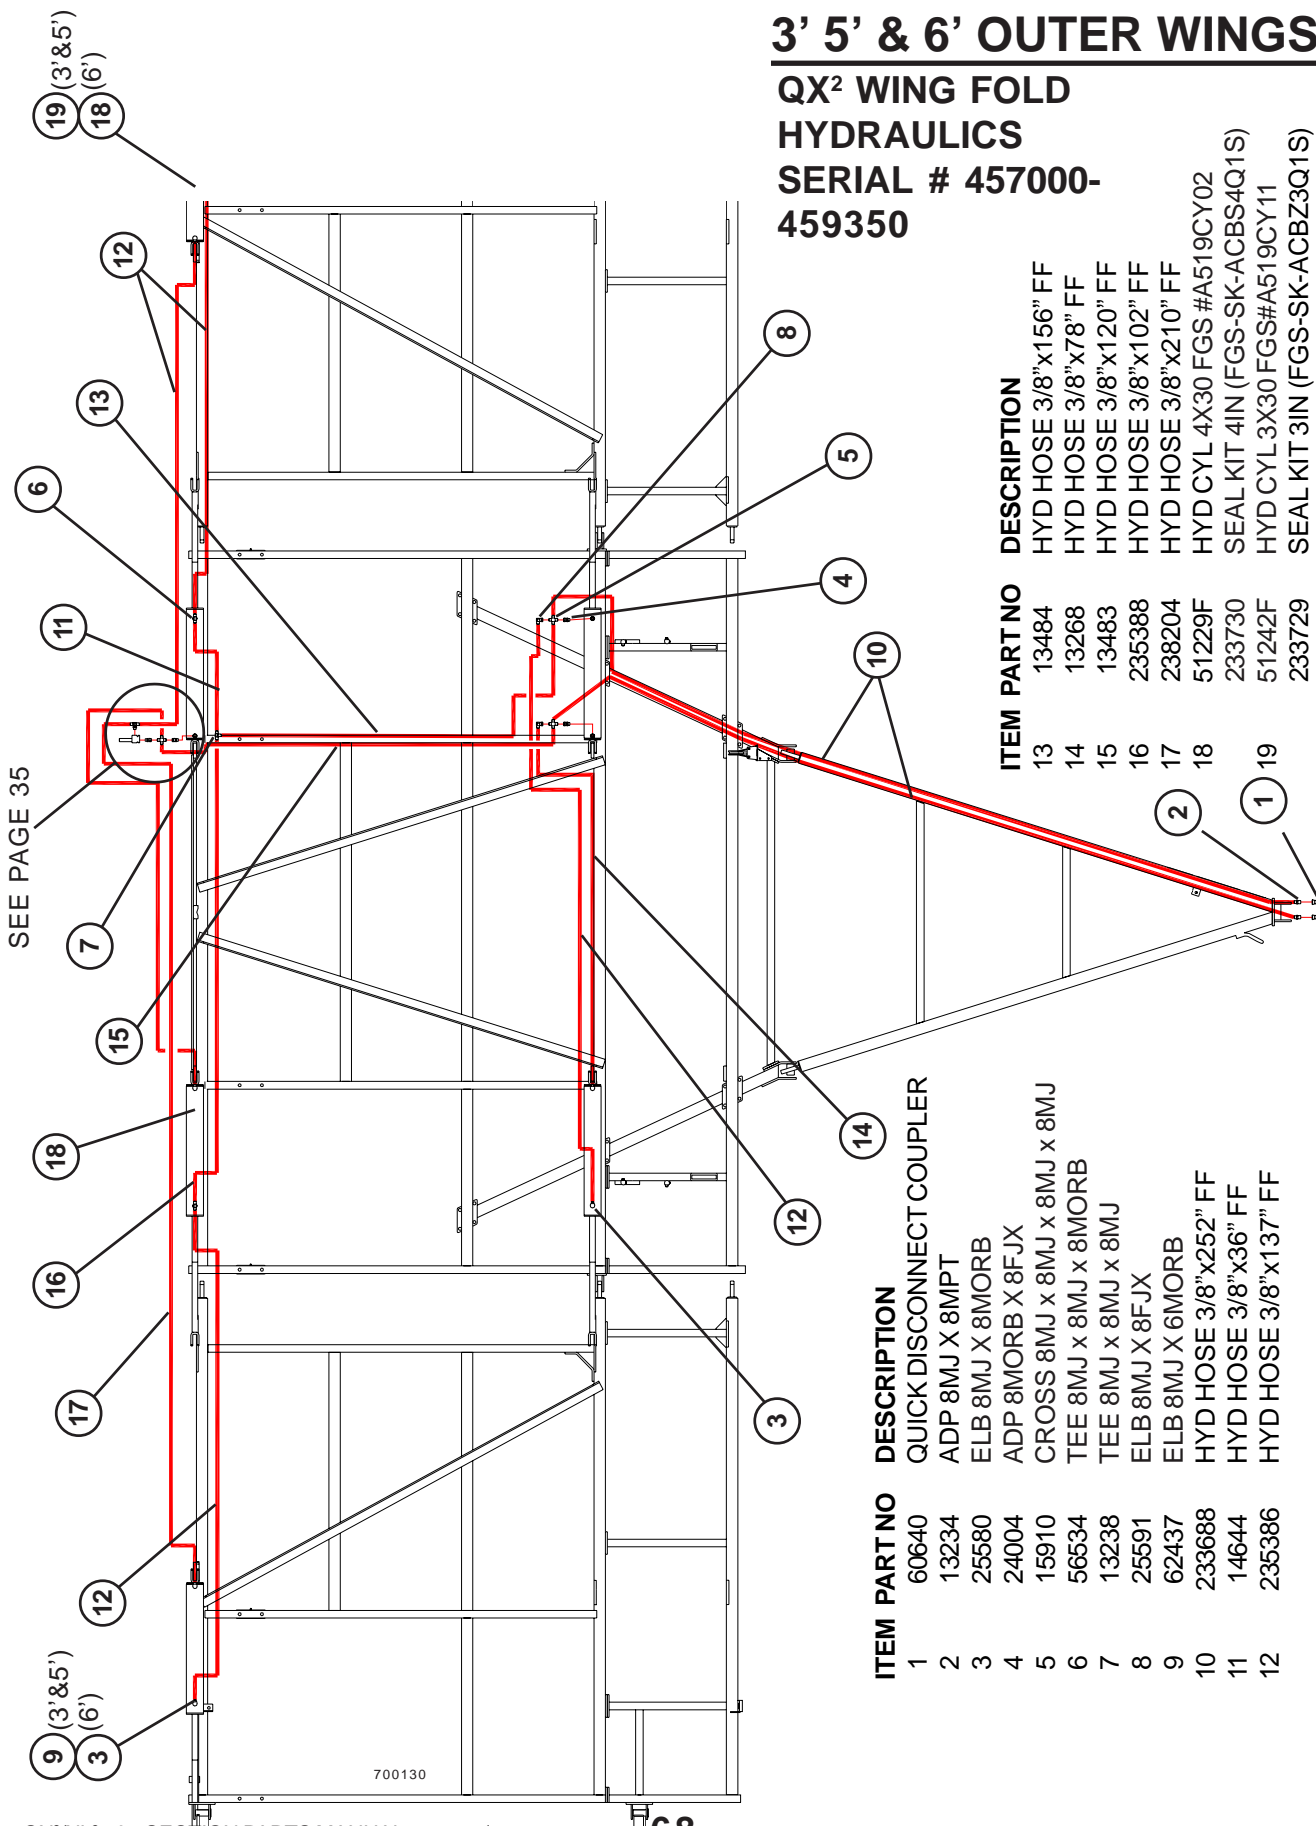 3’ 5’ & 6’ OUTER WINGS
QX² WING FOLD
HYDRAULICS
SERIAL # 457000-
459350
19 (3’&5’)
18 (6’)
12
13
6
11
8
5
4
10
SEE PAGE 35
7
15
2
1
18
14
16
12
17
3
12
9 (3’&5’)
3 (6’)
700130
ITEM PART NO DESCRIPTION
1 60640 QUICK DISCONNECT COUPLER
2 13234 ADP 8MJ X 8MPT
3 25580 ELB 8MJ X 8MORB
4 24004 ADP 8MORB X 8FJX
5 15910 CROSS 8MJ x 8MJ x 8MJ x 8MJ
6 56534 TEE 8MJ x 8MJ x 8MORB
7 13238 TEE 8MJ x 8MJ x 8MJ
8 25591 ELB 8MJ X 8FJX
9 62437 ELB 8MJ X 6MORB
10 233688 HYD HOSE 3/8”x252” FF
11 14644 HYD HOSE 3/8”x36” FF
12 235386 HYD HOSE 3/8”x137” FF
ITEM PART NO DESCRIPTION
13 13484 HYD HOSE 3/8”x156” FF
14 13268 HYD HOSE 3/8”x78” FF
15 13483 HYD HOSE 3/8”x120” FF
16 235388 HYD HOSE 3/8”x102” FF
17 238204 HYD HOSE 3/8”x210” FF
18 51229F HYD CYL 4X30 FGS #A519CY02
233730 SEAL KIT 4IN (FGS-SK-ACBS4Q1S)
19 51242F HYD CYL 3X30 FGS#A519CY11
233729 SEAL KIT 3IN (FGS-SK-ACBZ3Q1S)